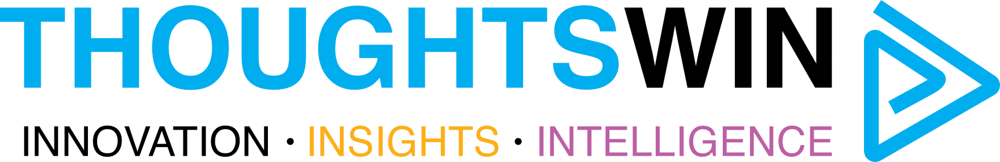 THOUGHTSWIN
INNOVATION · INSIGHTS · INTELLIGENCE